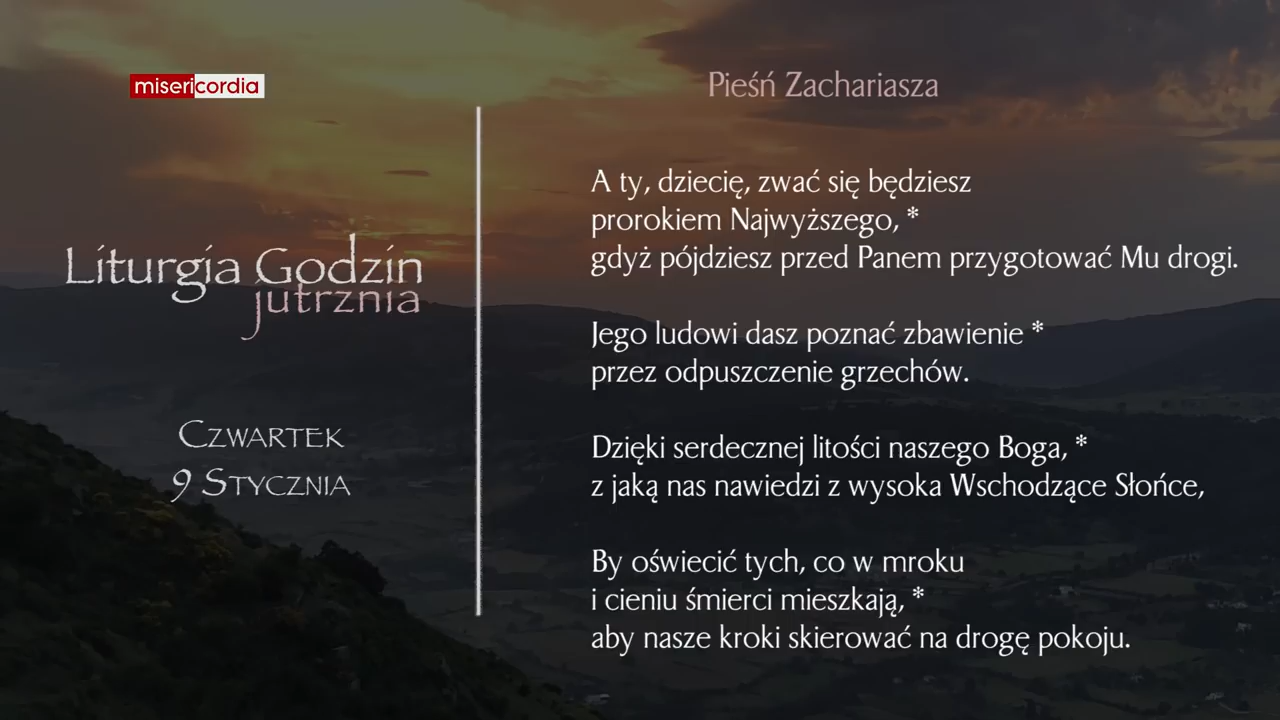 misericordia
Liturgia Godzin
jutrznia
Czwartek
9 Stycznia
Pieśń Zachariasza
A ty, dziecię, zwać się będziesz
prorokiem Najwyższego, *
gdyż pójdziesz przed Panem przygotować Mu drogi.
Jego ludowi dasz poznać zbawienie *
przez odpuszczenie grzechów.
Dzięki serdecznej litości naszego Boga, *
z jaką nas nawiedzi z wysoka Wschodzące Słońce,
By oświecić tych, co w mroku
i cieniu śmierci mieszkają, *
aby nasze kroki skierować na drogę pokoju.